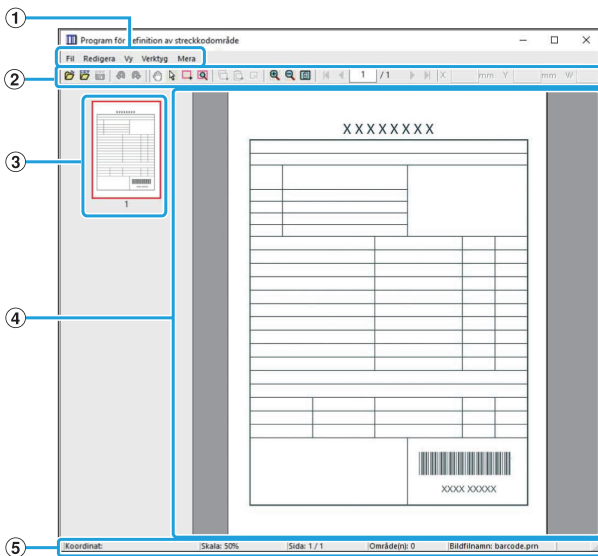 1
Program för definition av streckkodområde
Fil Redigera Vy Verktyg Mera
2
1 / 1 X mm Y mm W
3
1
XXXXXXXX
4
XXXX XXXXX
5
Koordinat: Skala: 50% Sida: 1 / 1 Område(n): 0 Bildfilnamn: barcode.prn